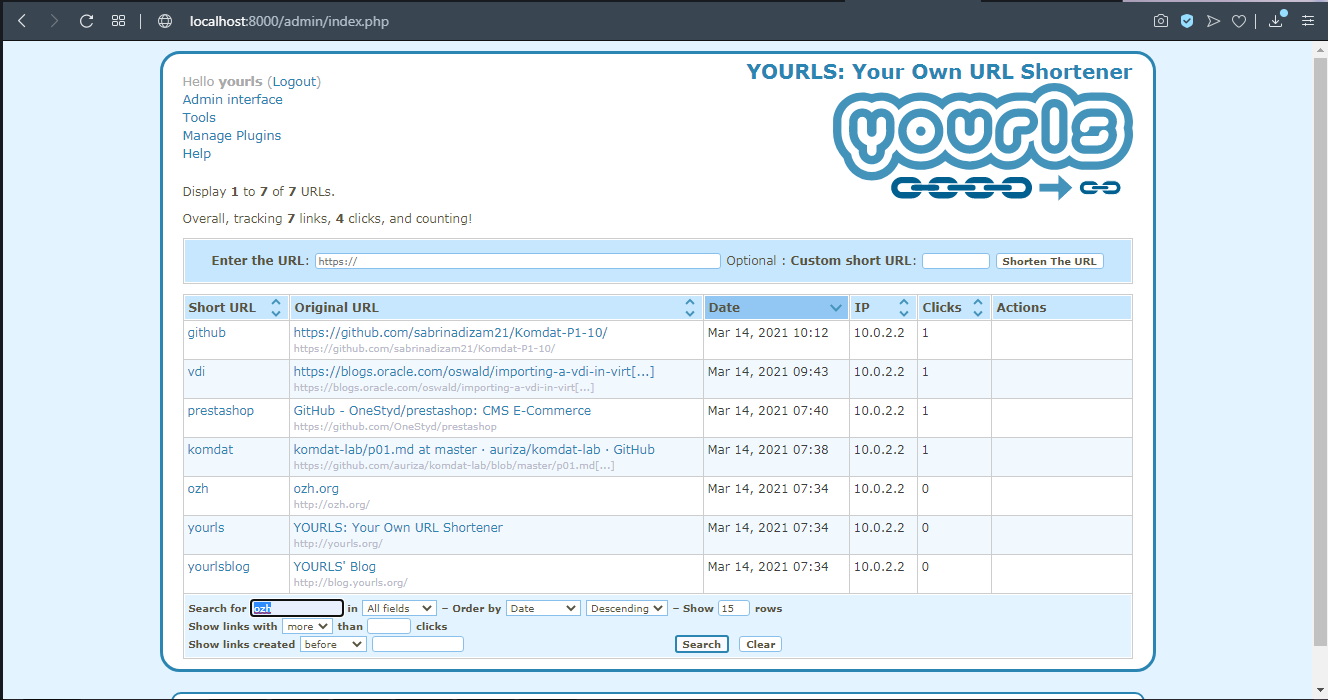 localhost:8000/admin/index.php
Hello yourls (Logout)
Admin interface
Tools
Manage Plugins
Help
YOURLS: Your Own URL Shortener
yourls
Display 1 to 7 of 7 URLs.
Overall, tracking 7 links, 4 clicks, and counting!
Enter the URL: https:// Optional : Custom short URL: Shorten The URL
Short URL Original URL Date IP Clicks Actions
github https://github.com/sabrinadizam21/Komdat-P1-10/ Mar 14, 2021 10:12 10.0.2.2 1
https://github.com/sabrinadizam21/Komdat-P1-10/
vdi https://blogs.oracle.com/oswald/importing-a-vdi-in-virt[...] Mar 14, 2021 09:43 10.0.2.2 1
https://blogs.oracle.com/oswald/importing-a-vdi-in-virt[...]
prestashop GitHub - OneStyd/prestashop: CMS E-Commerce Mar 14, 2021 07:40 10.0.2.2 1
https://github.com/OneStyd/prestashop
komdat komdat-lab/p01.md at master · auriza/komdat-lab · GitHub Mar 14, 2021 07:38 10.0.2.2 1
https://github.com/auriza/komdat-lab/blob/master/p01.md[...]
ozh ozh.org Mar 14, 2021 07:34 10.0.2.2 0
http://ozh.org/
yourls YOURLS: Your Own URL Shortener Mar 14, 2021 07:34 10.0.2.2 0
http://yourls.org/
yourlsblog YOURLS' Blog Mar 14, 2021 07:34 10.0.2.2 0
http://blog.yourls.org/
Search for ozh in All fields – Order by Date Descending – Show 15 rows
Show links with more than clicks
Show links created before Search Clear